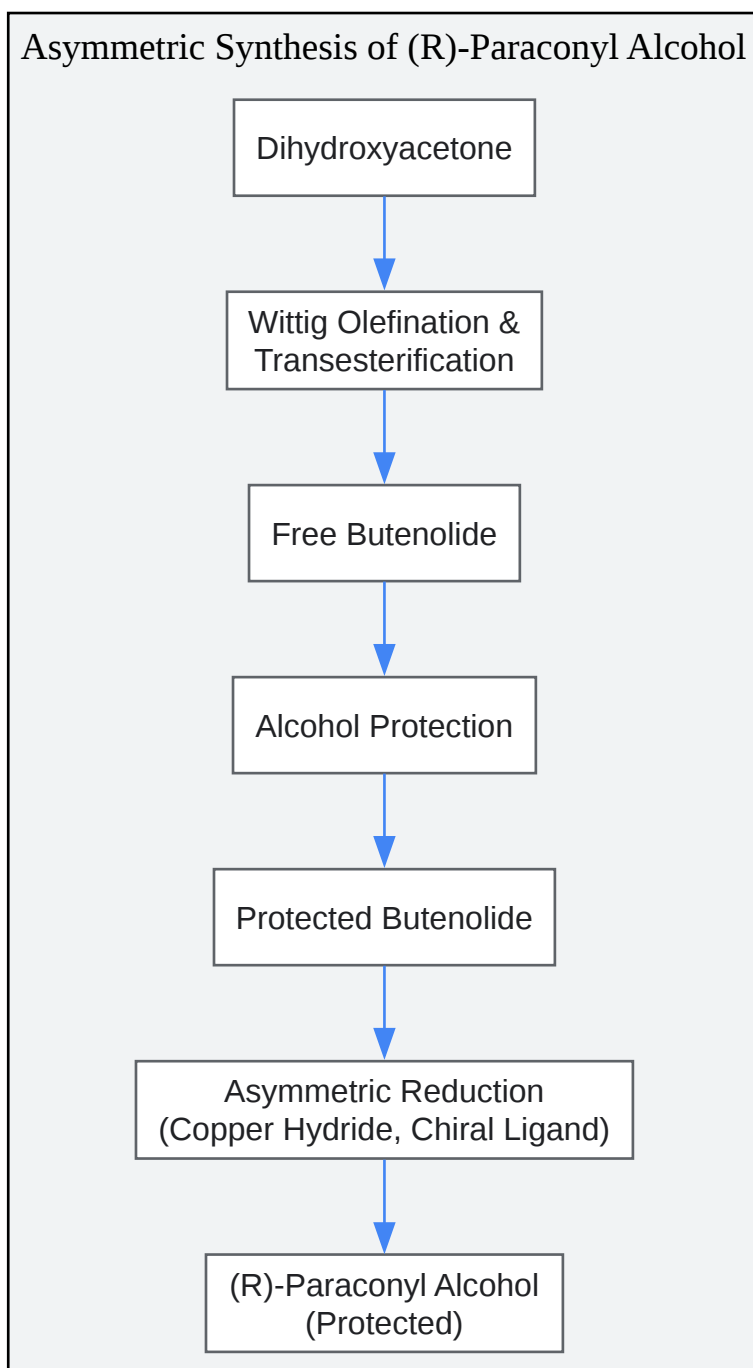 Asymmetric Synthesis of (R)-Paraconyl Alcohol
Dihydroxyacetone
Wittig Olefination &
Transesterification
Free Butenolide
Alcohol Protection
Protected Butenolide
Asymmetric Reduction
(Copper Hydride, Chiral Ligand)
(R)-Paraconyl Alcohol
(Protected)